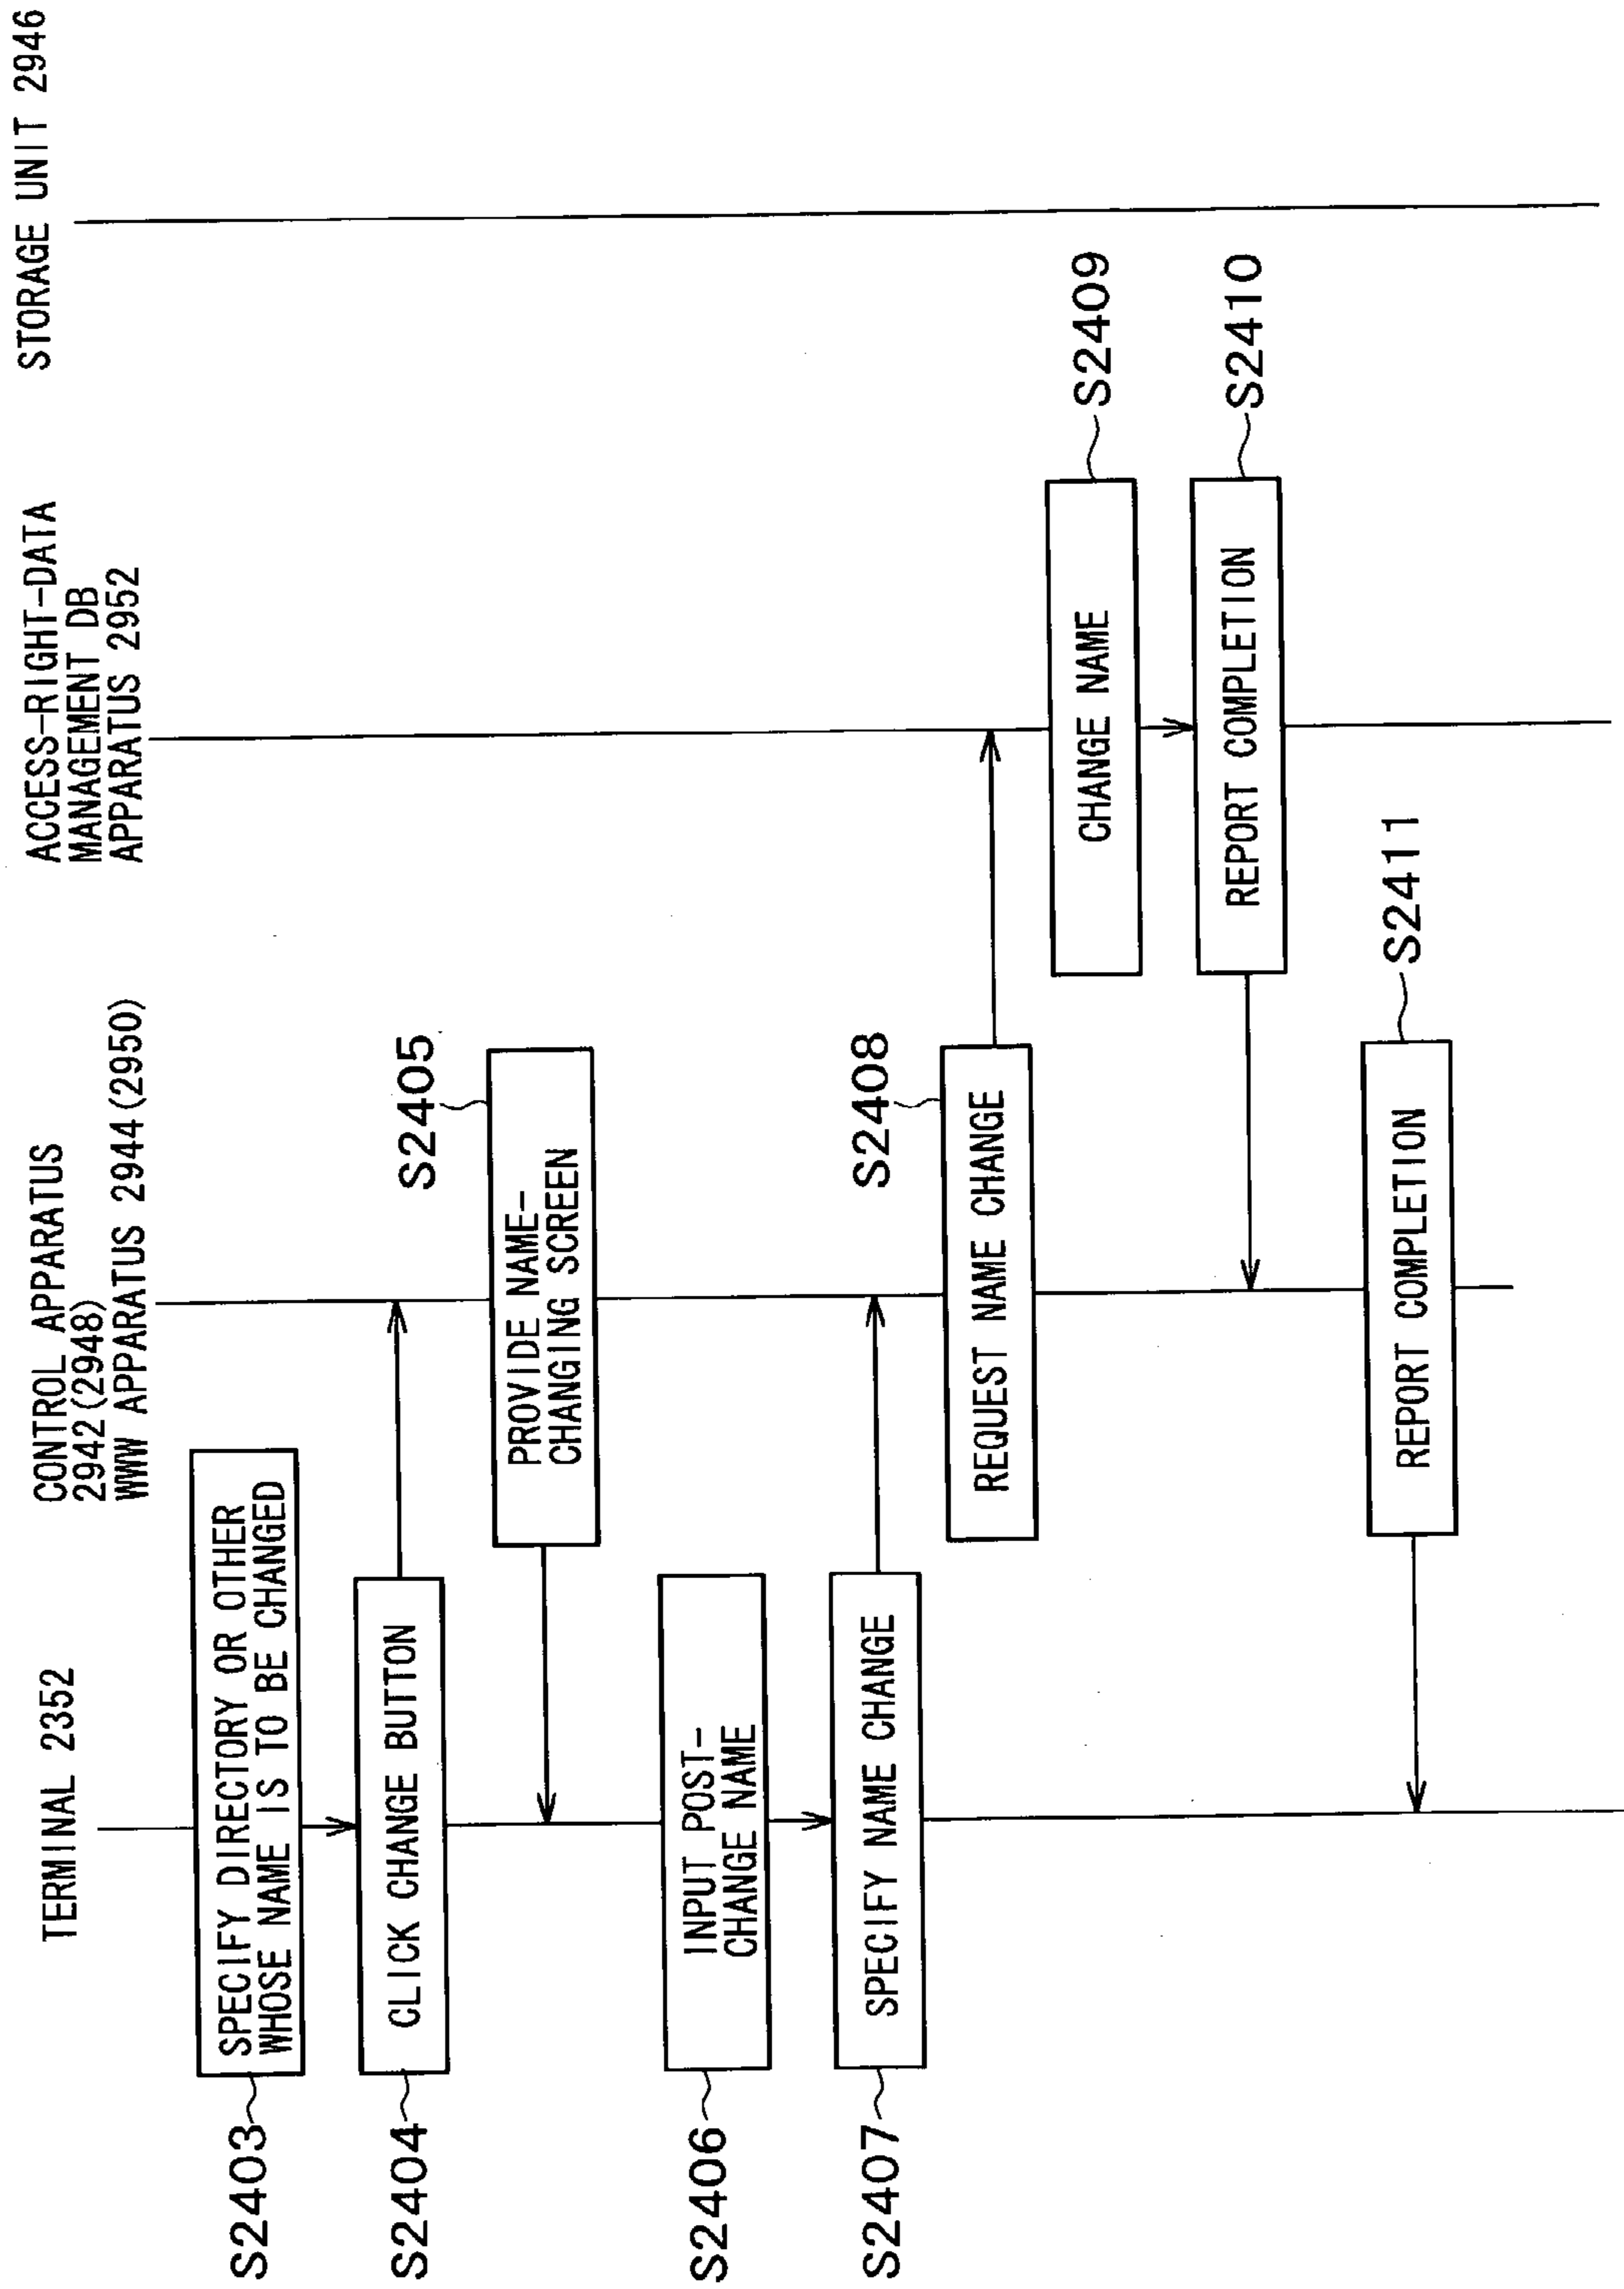 TERMINAL 2352
CONTROL APPARATUS
2942(2948)
WWW APPARATUS 2944(2950)
ACCESS-RIGHT-DATA
MANAGEMENT DB
APPARATUS 2952
STORAGE UNIT 2946
S2403
SPECIFY DIRECTORY OR OTHER
WHOSE NAME IS TO BE CHANGED
S2404
CLICK CHANGE BUTTON
S2405
PROVIDE NAME-
CHANGING SCREEN
S2406
INPUT POST-
CHANGE NAME
S2407
SPECIFY NAME CHANGE
S2408
REQUEST NAME CHANGE
CHANGE NAME
S2409
REPORT COMPLETION
S2410
REPORT COMPLETION
S2411